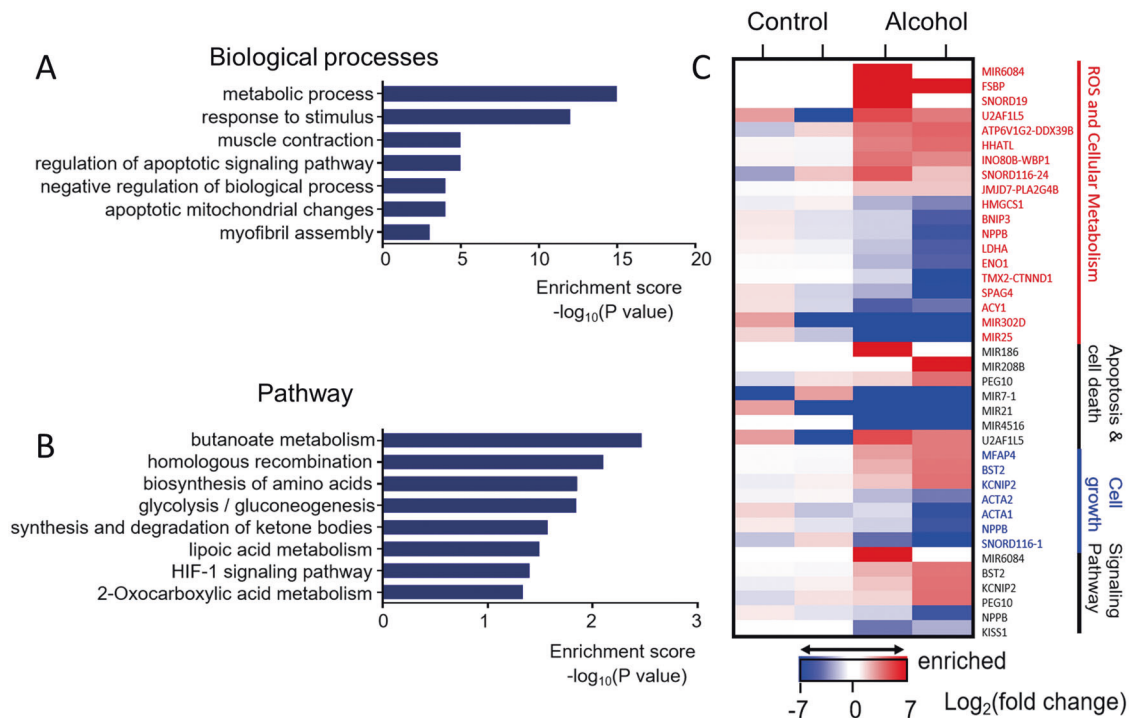 A
Biological processes
metabolic process
response to stimulus
muscle contraction
regulation of apoptotic signaling pathway
negative regulation of biological process
apoptotic mitochondrial changes
myofibril assembly
0 5 10 15 20
Enrichment score
-log₁₀(P value)
B
Pathway
butanoate metabolism
homologous recombination
biosynthesis of amino acids
glycolysis / gluconeogenesis
synthesis and degradation of ketone bodies
lipoic acid metabolism
HIF-1 signaling pathway
2-Oxocarboxylic acid metabolism
0 1 2 3
Enrichment score
-log₁₀(P value)
C
Control Alcohol
MIR6084
FSBP
SNORD19
U2AF1L5
ATP6V1G2-DDX39B
HHATL
INO80B-WBP1
SNORD116-24
JMJD7-PLA2G4B
HMGCS1
BNIP3
NPPB
LDHA
ENO1
TMX2-CTNND1
SPAG4
ACY1
MIR302D
MIR25
MIR186
MIR208B
PEG10
MIR7-1
MIR21
MIR4516
U2AF1L5
MFAP4
BST2
KCNIP2
ACTA2
ACTA1
NPPB
SNORD116-1
MIR6084
BST2
KCNIP2
PEG10
NPPB
KISS1
ROS and Cellular Metabolism
Apoptosis &
cell death
Cell
growth
Signaling
Pathway
enriched
-7 0 7
Log₂(fold change)